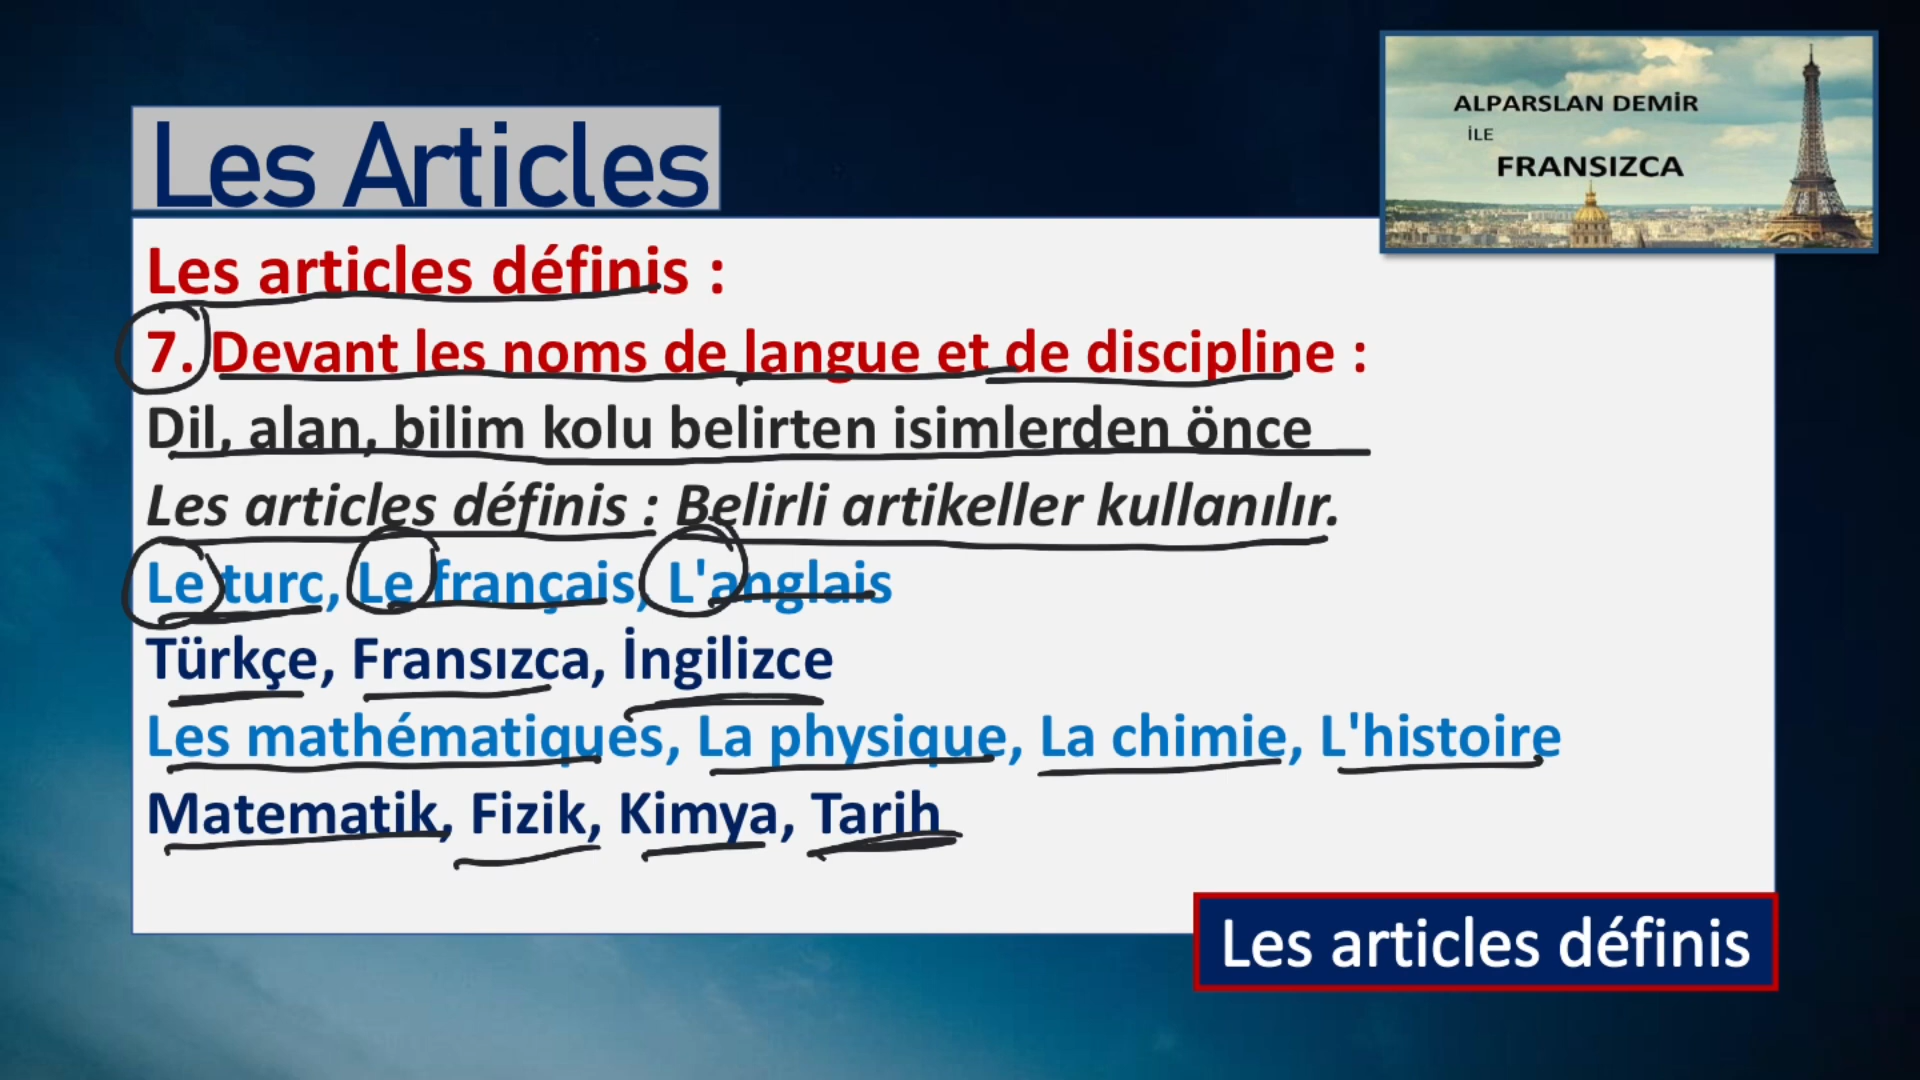 ALPARSLAN DEMİR
İLE
FRANSIZCA
Les Articles
Les articles définis :
7. Devant les noms de langue et de discipline :
Dil, alan, bilim kolu belirten isimlerden önce
Les articles définis : Belirli artikeller kullanılır.
Le turc, Le français, L'anglais
Türkçe, Fransızca, İngilizce
Les mathématiques, La physique, La chimie, L'histoire
Matematik, Fizik, Kimya, Tarih
Les articles définis